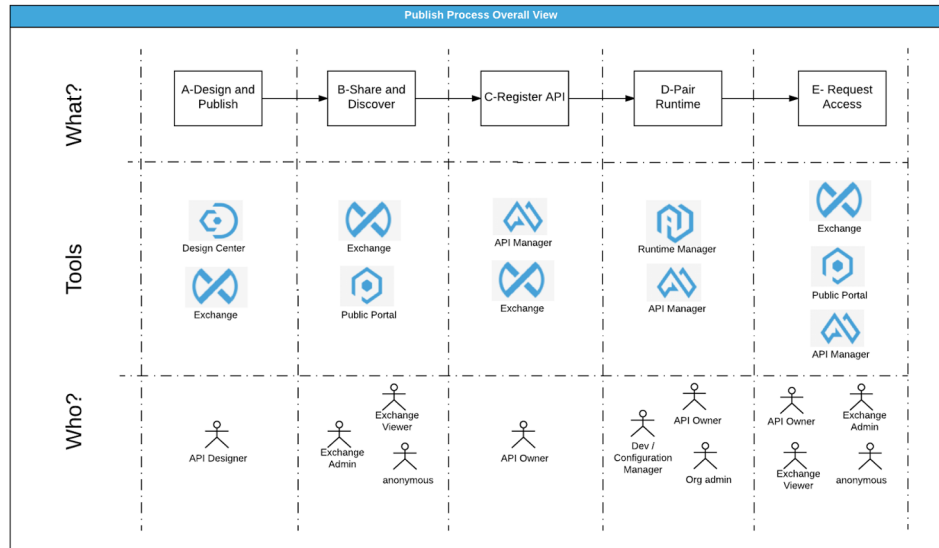 Publish Process Overall View
What?
A-Design and
Publish
B-Share and
Discover
C-Register API
D-Pair
Runtime
E- Request
Access
Tools
Design Center
Exchange
Exchange
Public Portal
API Manager
Exchange
Runtime Manager
API Manager
Exchange
Public Portal
API Manager
Who?
API Designer
Exchange
Viewer
Exchange
Admin
anonymous
API Owner
API Owner
Dev /
Configuration
Manager
Org admin
API Owner
Exchange
Admin
Exchange
Viewer
anonymous